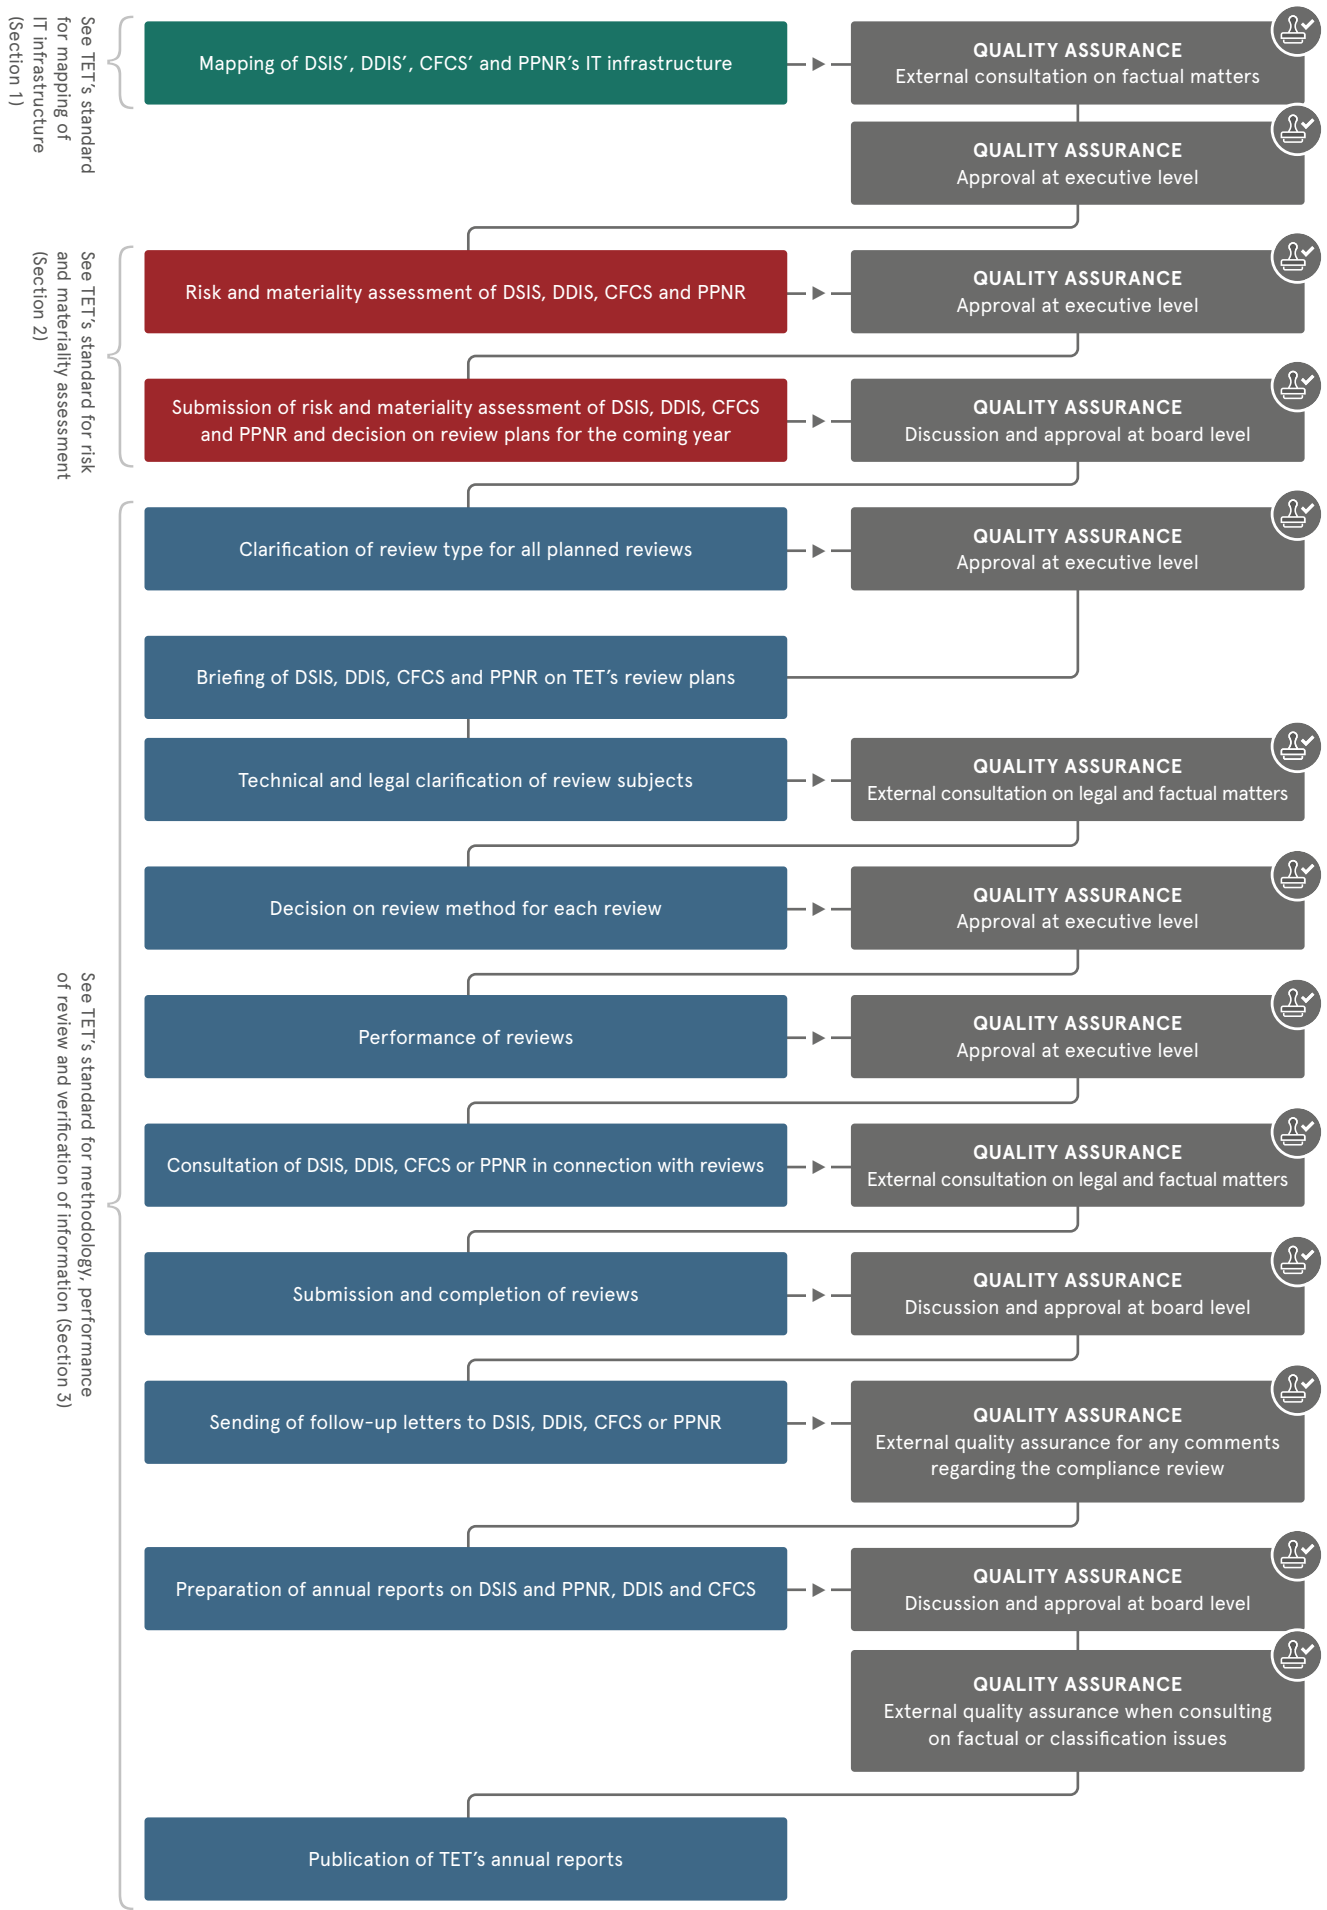 See TET's standard
for mapping of
IT infrastructure
(Section 1)
Mapping of DSIS', DDIS', CFCS' and PPNR's IT infrastructure
QUALITY ASSURANCE
External consultation on factual matters
QUALITY ASSURANCE
Approval at executive level
See TET's standard for risk
and materiality assessment
(Section 2)
Risk and materiality assessment of DSIS, DDIS, CFCS and PPNR
QUALITY ASSURANCE
Approval at executive level
Submission of risk and materiality assessment of DSIS, DDIS, CFCS
and PPNR and decision on review plans for the coming year
QUALITY ASSURANCE
Discussion and approval at board level
See TET's standard for methodology, performance
of review and verification of information (Section 3)
Clarification of review type for all planned reviews
QUALITY ASSURANCE
Approval at executive level
Briefing of DSIS, DDIS, CFCS and PPNR on TET's review plans
Technical and legal clarification of review subjects
QUALITY ASSURANCE
External consultation on legal and factual matters
Decision on review method for each review
QUALITY ASSURANCE
Approval at executive level
Performance of reviews
QUALITY ASSURANCE
Approval at executive level
Consultation of DSIS, DDIS, CFCS or PPNR in connection with reviews
QUALITY ASSURANCE
External consultation on legal and factual matters
Submission and completion of reviews
QUALITY ASSURANCE
Discussion and approval at board level
Sending of follow-up letters to DSIS, DDIS, CFCS or PPNR
QUALITY ASSURANCE
External quality assurance for any comments
regarding the compliance review
Preparation of annual reports on DSIS and PPNR, DDIS and CFCS
QUALITY ASSURANCE
Discussion and approval at board level
QUALITY ASSURANCE
External quality assurance when consulting
on factual or classification issues
Publication of TET's annual reports